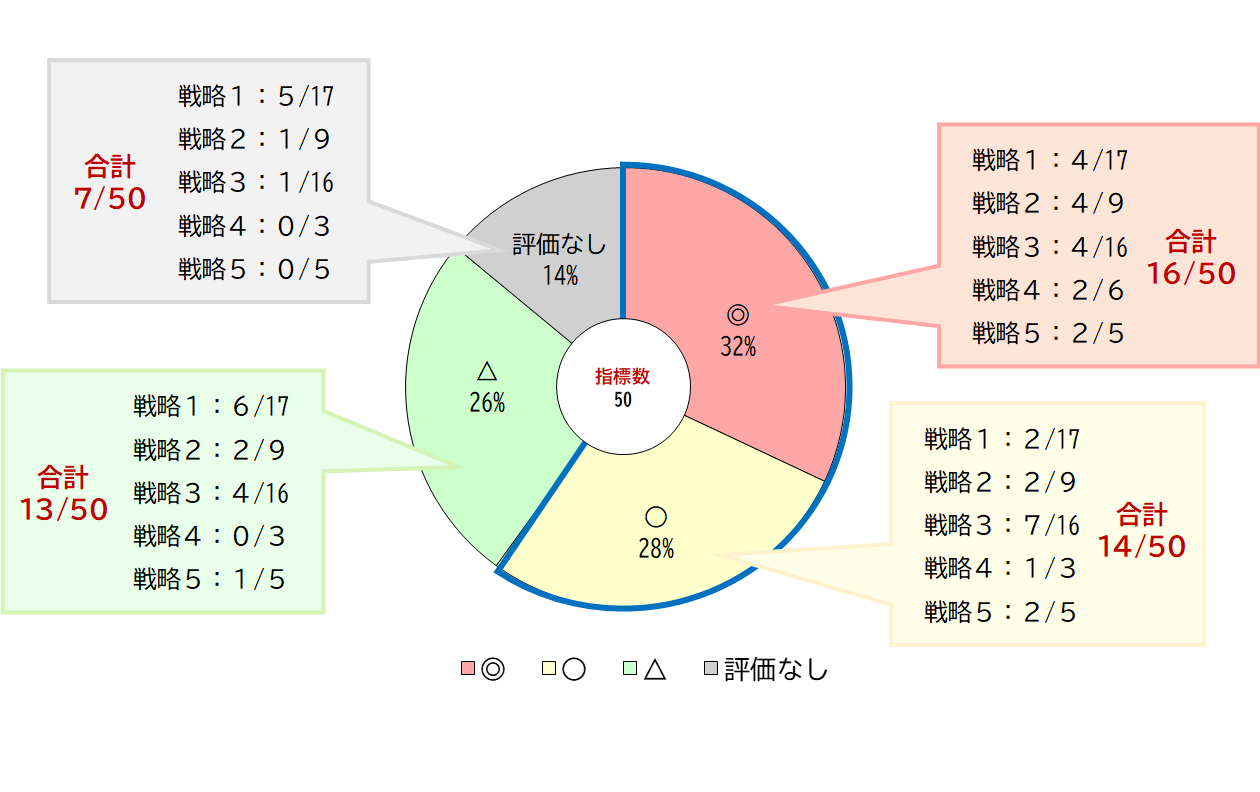 戦略１：５/17
戦略２：１/９
戦略３：１/16
戦略４：０/３
戦略５：０/５
合計
7/50
戦略１：４/17
戦略２：４/９
戦略３：４/16
戦略４：２/６
戦略５：２/５
合計
16/50
評価なし
14%
◎
32%
△
26%
指標数
50
○
28%
戦略１：６/17
戦略２：２/９
戦略３：４/16
戦略４：０/３
戦略５：１/５
合計
13/50
戦略１：２/17
戦略２：２/９
戦略３：７/16
戦略４：１/３
戦略５：２/５
合計
14/50
◎ ○ △ 評価なし